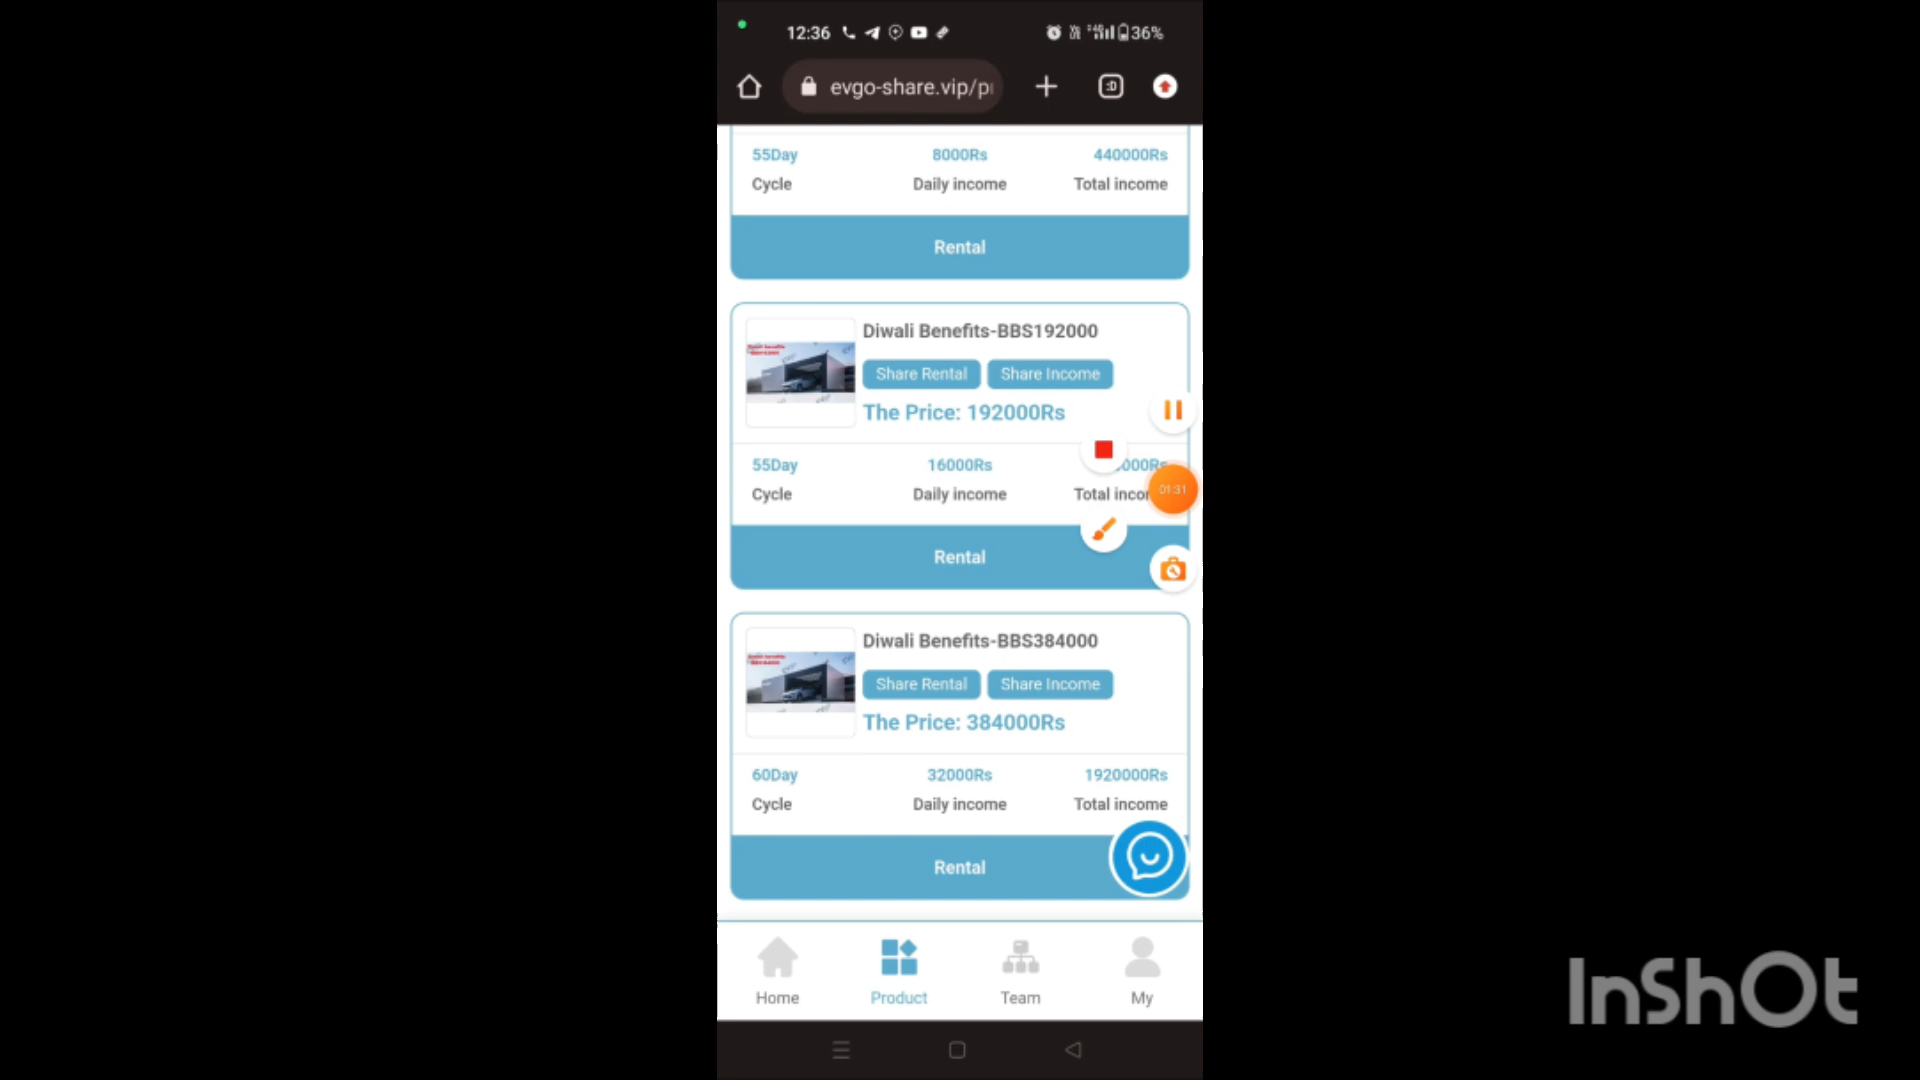 12:36
36%
evgo-share.vip/p
55Day
8000Rs
440000Rs
Cycle
Daily income
Total income
Rental
Diwali Benefits-BBS192000
Share Rental
Share Income
The Price: 192000Rs
55Day
16000Rs
000Rs
Cycle
Daily income
Total incom
01:31
Rental
Diwali Benefits-BBS384000
Share Rental
Share Income
The Price: 384000Rs
60Day
32000Rs
1920000Rs
Cycle
Daily income
Total income
Rental
Home
Product
Team
My
InShOt